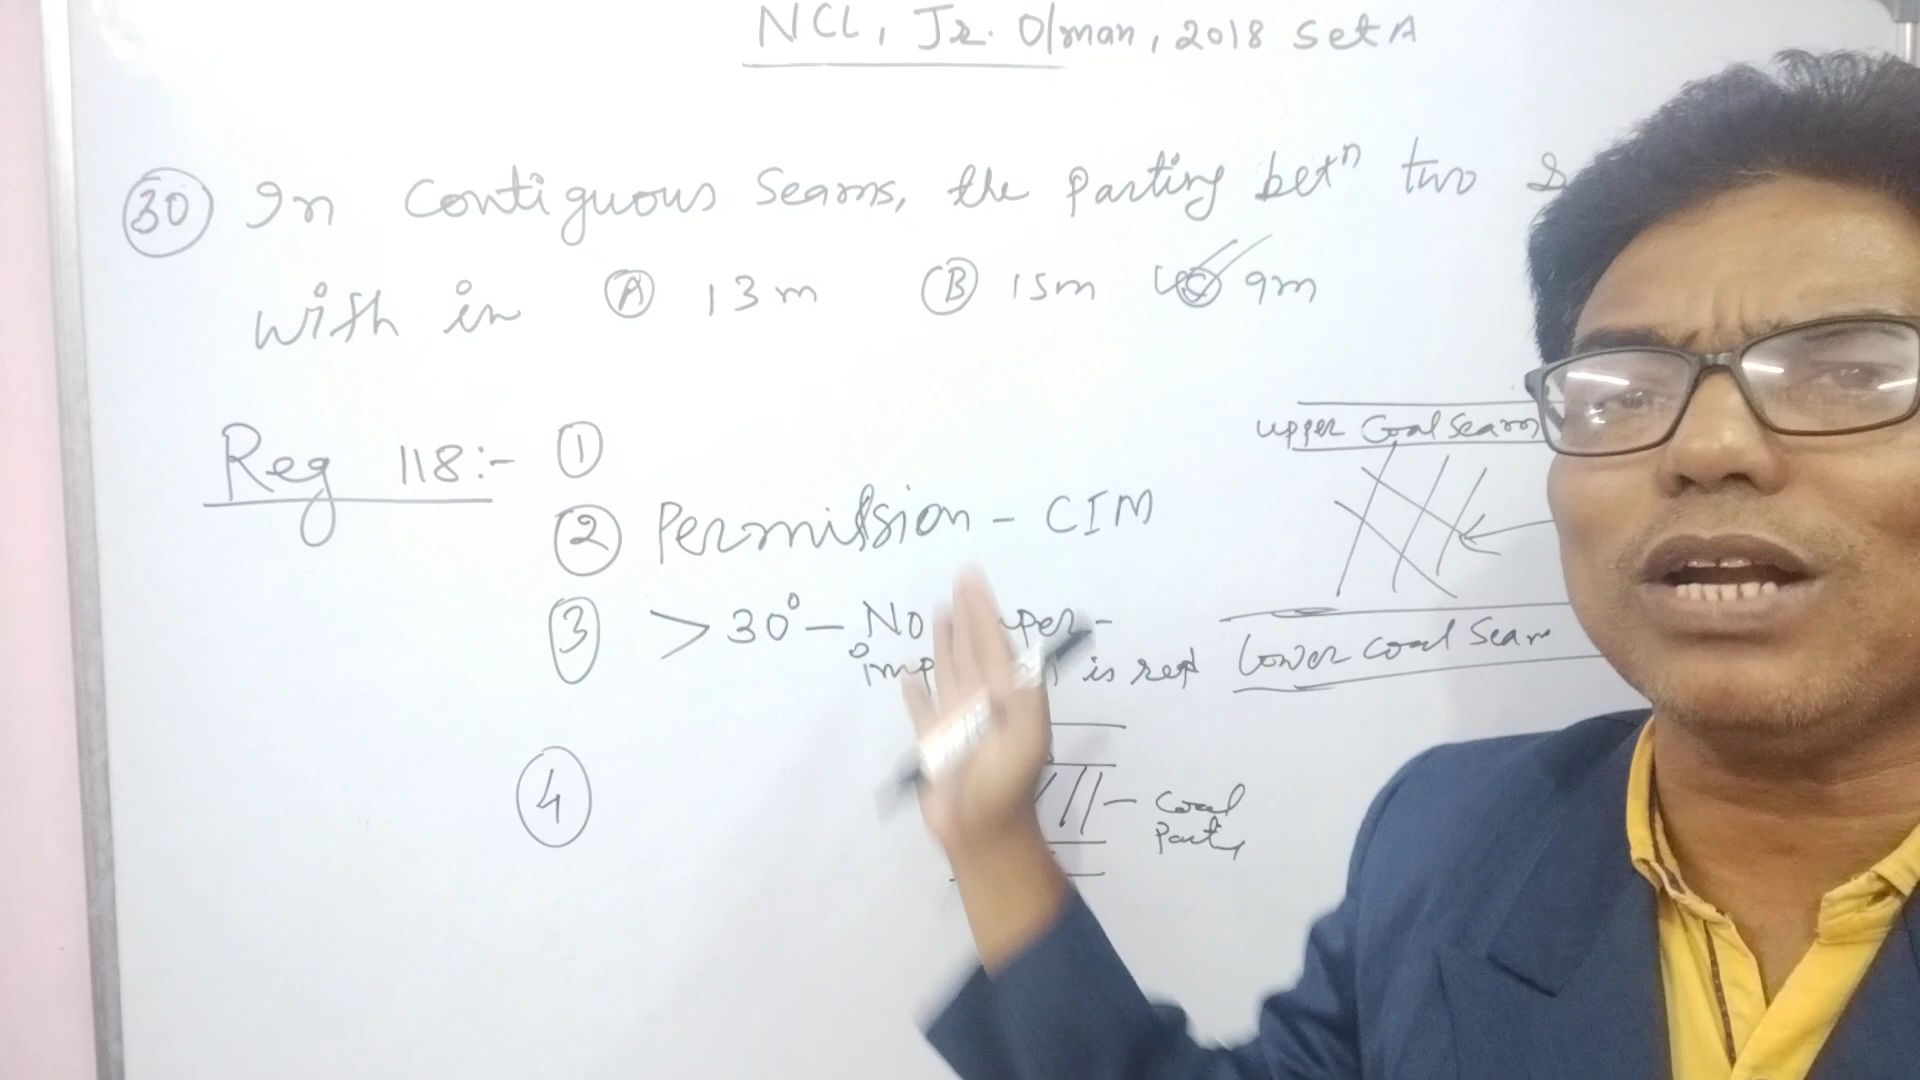 NCL, Jr. O/man, 2018 Set A
30 In Contiguous Seams, the parting betn two
with in A 13m B 15m C 9m
Reg 118:- 1
2 Permission - CIM
3 >30° - No
is reqd
4
Upper Coal Seam
Lower coal Seam
Coal
Party